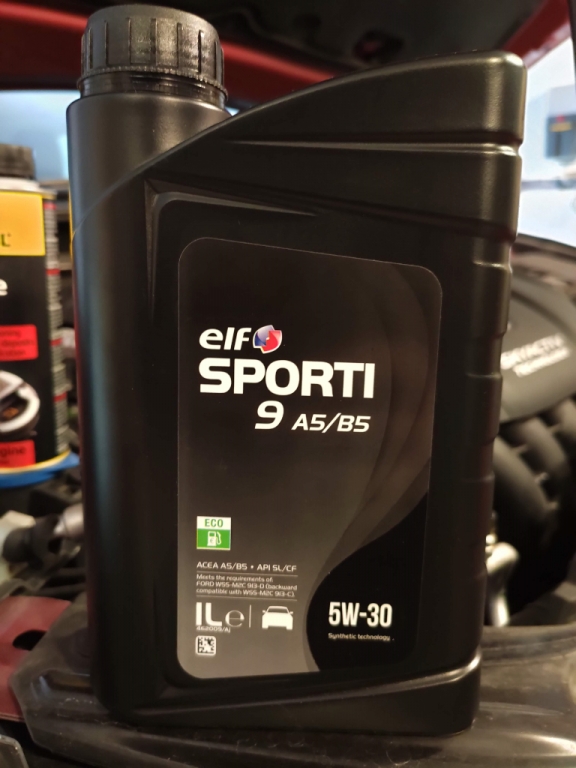 elf
SPORTI
9 A5/B5
ECO
ACEA A5/B5 • API SL/CF
Meets the requirements of:
FORD WSS-M2C 913-D (backward
compatible with WSS-M2C 913-C).
1L e
5W-30
Synthetic technology